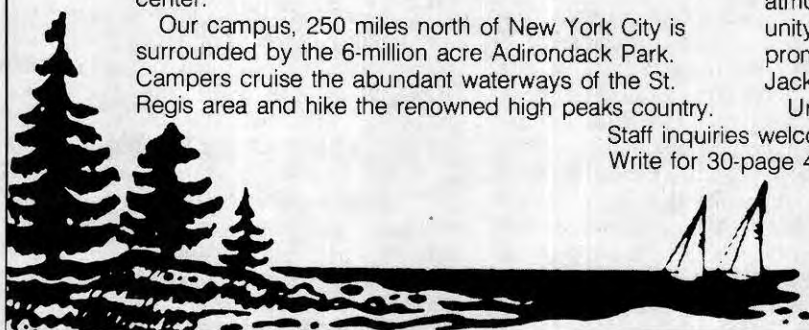 center.
Our campus, 250 miles north of New York City is
surrounded by the 6-million acre Adirondack Park.
Campers cruise the abundant waterways of the St.
Regis area and hike the renowned high peaks country.
unity
Jack
Staff inquiries
Write for 30-page